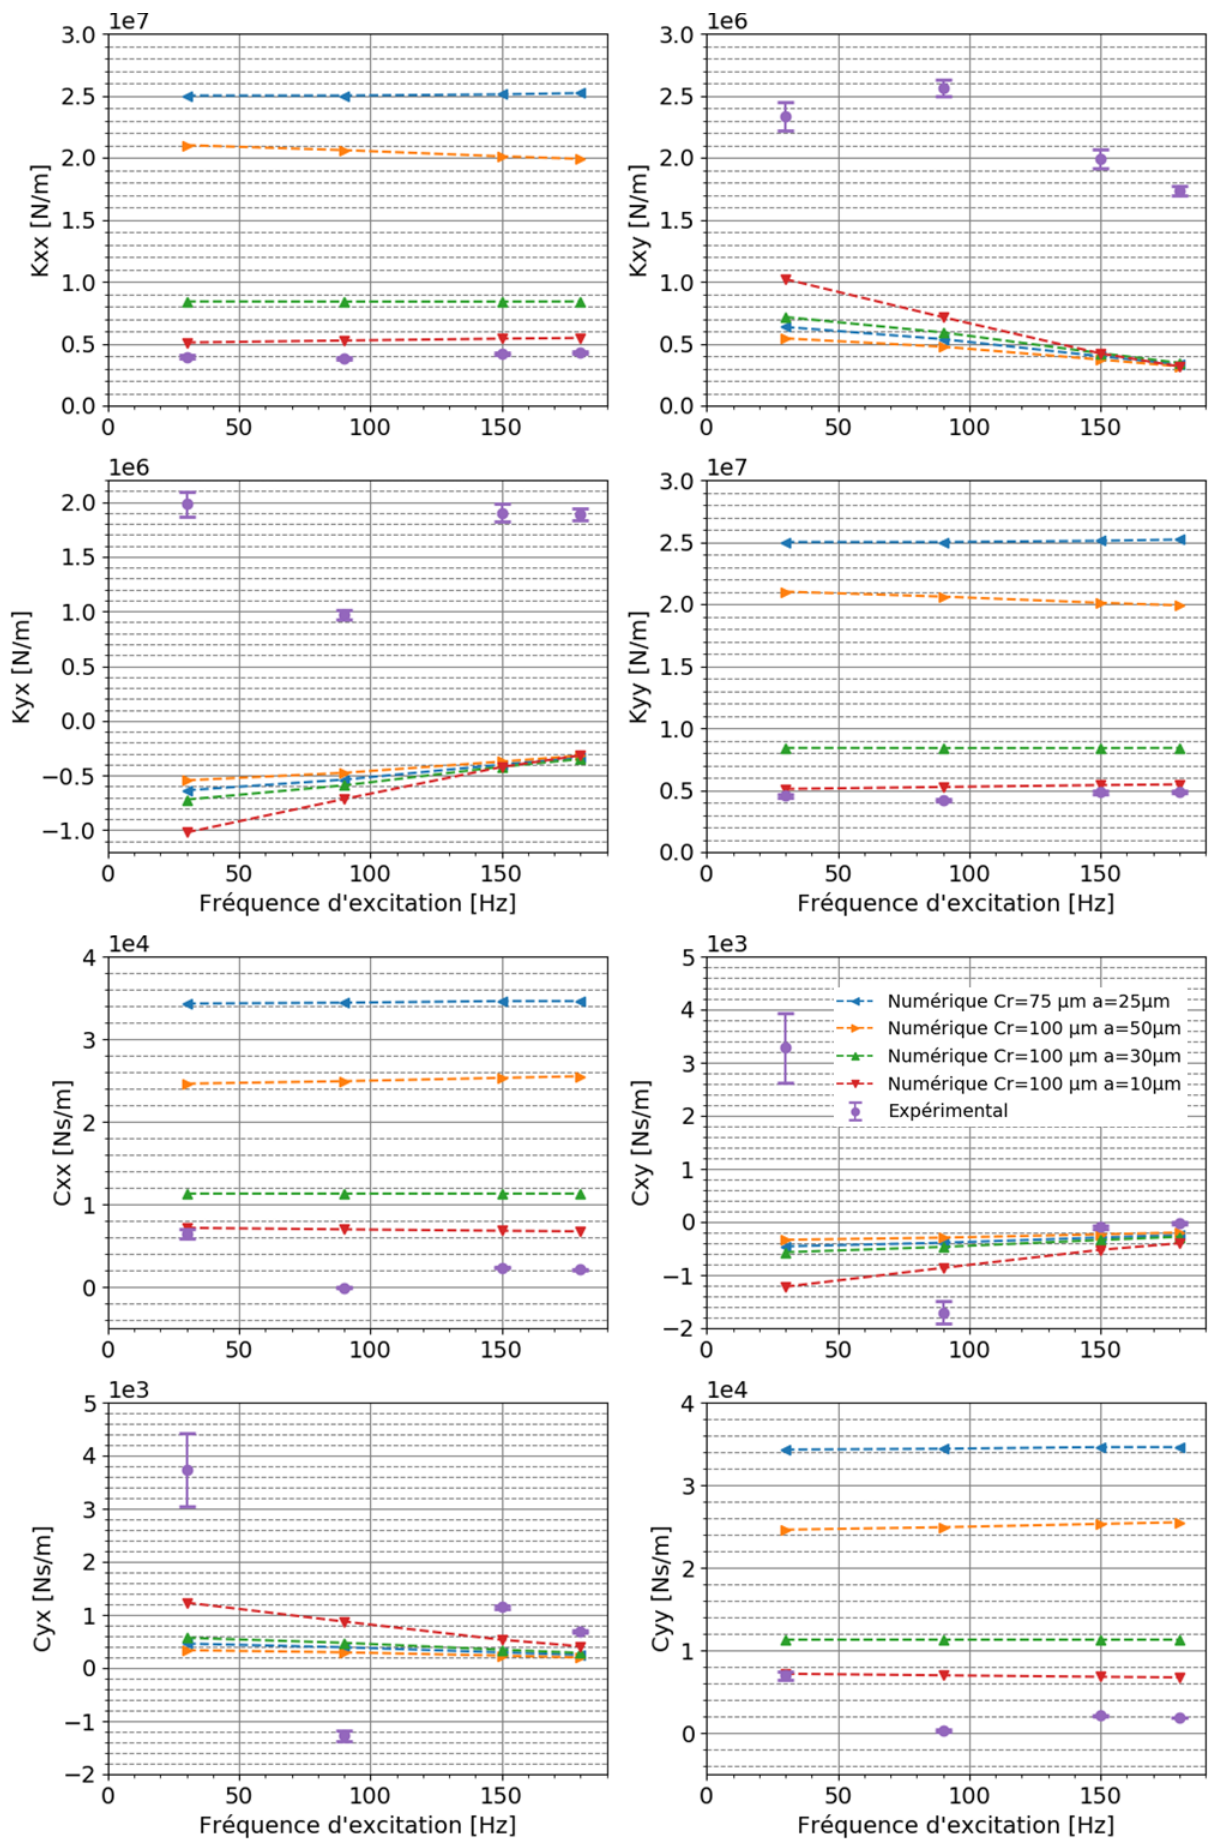 1e7
3.0
2.5
2.0
1.5
1.0
0.5
0.0
Kxx [N/m]
0 50 100 150
1e6
3.0
2.5
2.0
1.5
1.0
0.5
0.0
Kxy [N/m]
0 50 100 150
1e6
2.0
1.5
1.0
0.5
0.0
−0.5
−1.0
Kyx [N/m]
0 50 100 150
Fréquence d'excitation [Hz]
1e7
3.0
2.5
2.0
1.5
1.0
0.5
0.0
Kyy [N/m]
0 50 100 150
Fréquence d'excitation [Hz]
1e4
4
3
2
1
0
Cxx [Ns/m]
0 50 100 150
1e3
5
4
3
2
1
0
−1
−2
Cxy [Ns/m]
0 50 100 150
Numérique Cr=75 μm a=25μm
Numérique Cr=100 μm a=50μm
Numérique Cr=100 μm a=30μm
Numérique Cr=100 μm a=10μm
Expérimental
1e3
5
4
3
2
1
0
−1
−2
Cyx [Ns/m]
0 50 100 150
Fréquence d'excitation [Hz]
1e4
4
3
2
1
0
Cyy [Ns/m]
0 50 100 150
Fréquence d'excitation [Hz]